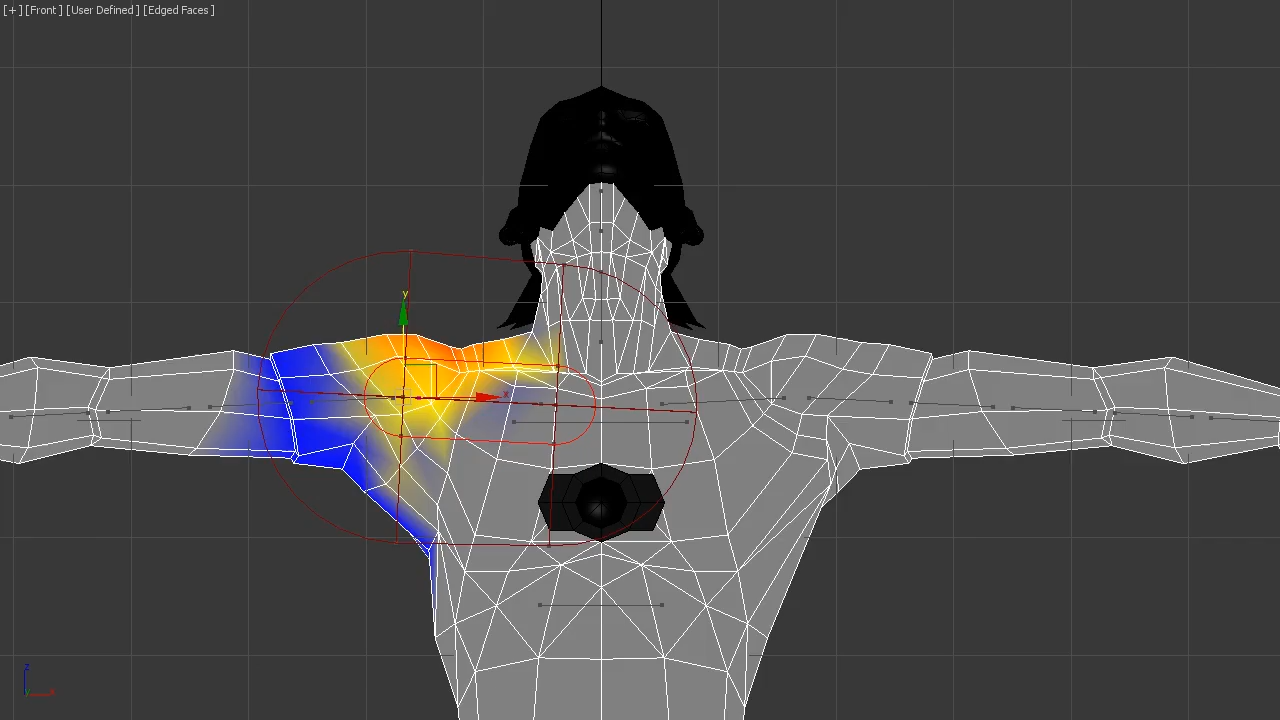 [+] [Front] [User Defined] [Edged Faces]
y
x
z
y
x